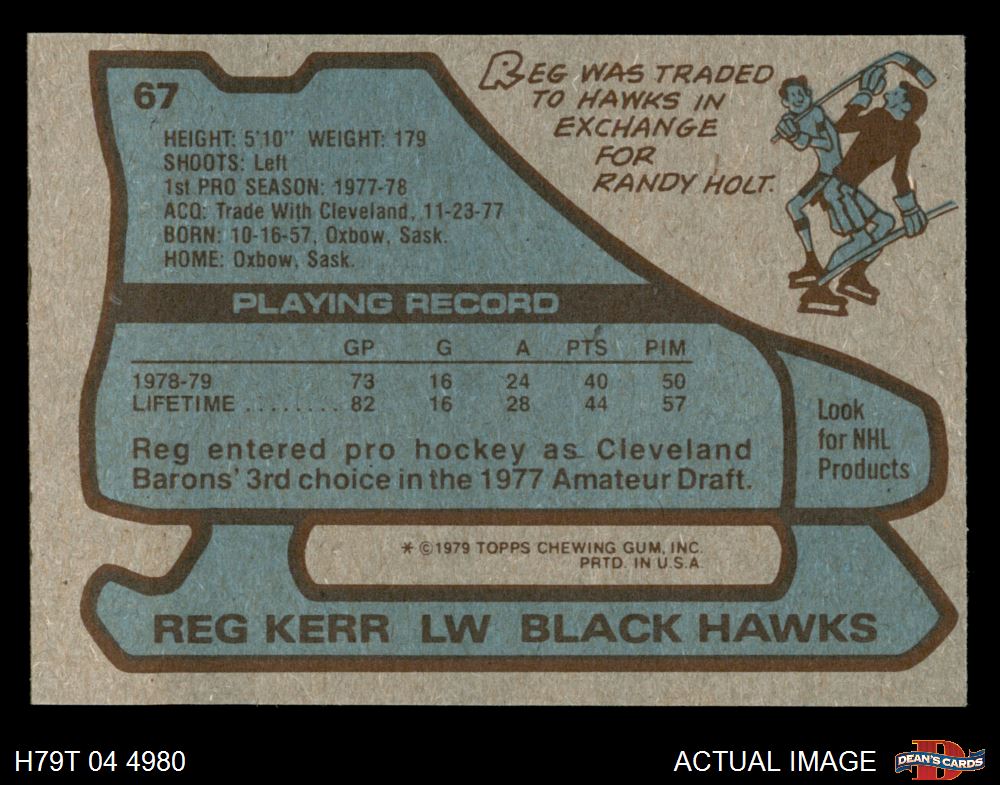 67
HEIGHT: 5'10" WEIGHT: 179
SHOOTS: Left
1st PRO SEASON: 1977-78
ACQ: Trade With Cleveland, 11-23-77
BORN: 10-16-57, Oxbow, Sask.
HOME: Oxbow, Sask.
REG WAS TRADED
TO HAWKS IN
EXCHANGE
FOR
RANDY HOLT.
PLAYING RECORD
GP G A PTS PIM
1978-79 73 16 24 40 50
LIFETIME ........ 82 16 28 44 57
Reg entered pro hockey as Cleveland
Barons' 3rd choice in the 1977 Amateur Draft.
Look
for NHL
Products
* ©1979 TOPPS CHEWING GUM, INC.
PRTD. IN U.S.A.
REG KERR LW BLACK HAWKS
H79T 04 4980
ACTUAL IMAGE
D
DEAN'S CARDS